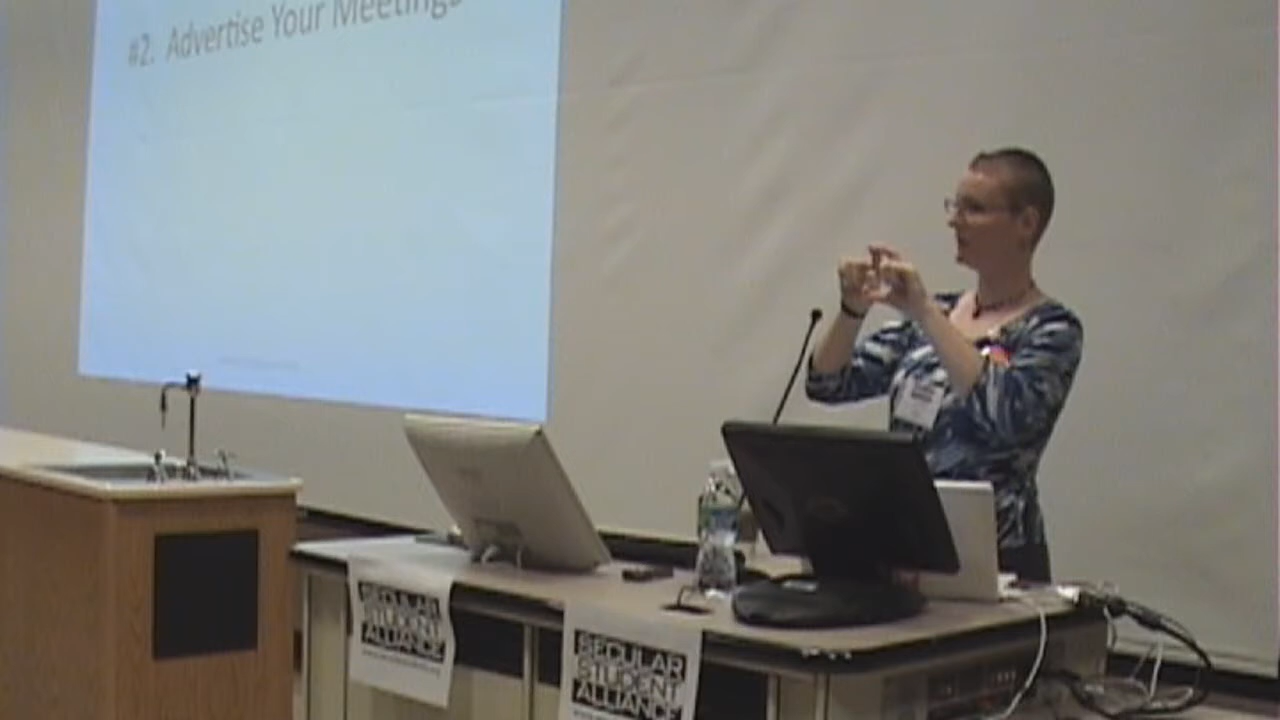 #2. Advertise Your Meetings
SECULAR
STUDENT
ALLIANCE
SECULAR
STUDENT
ALLIANCE